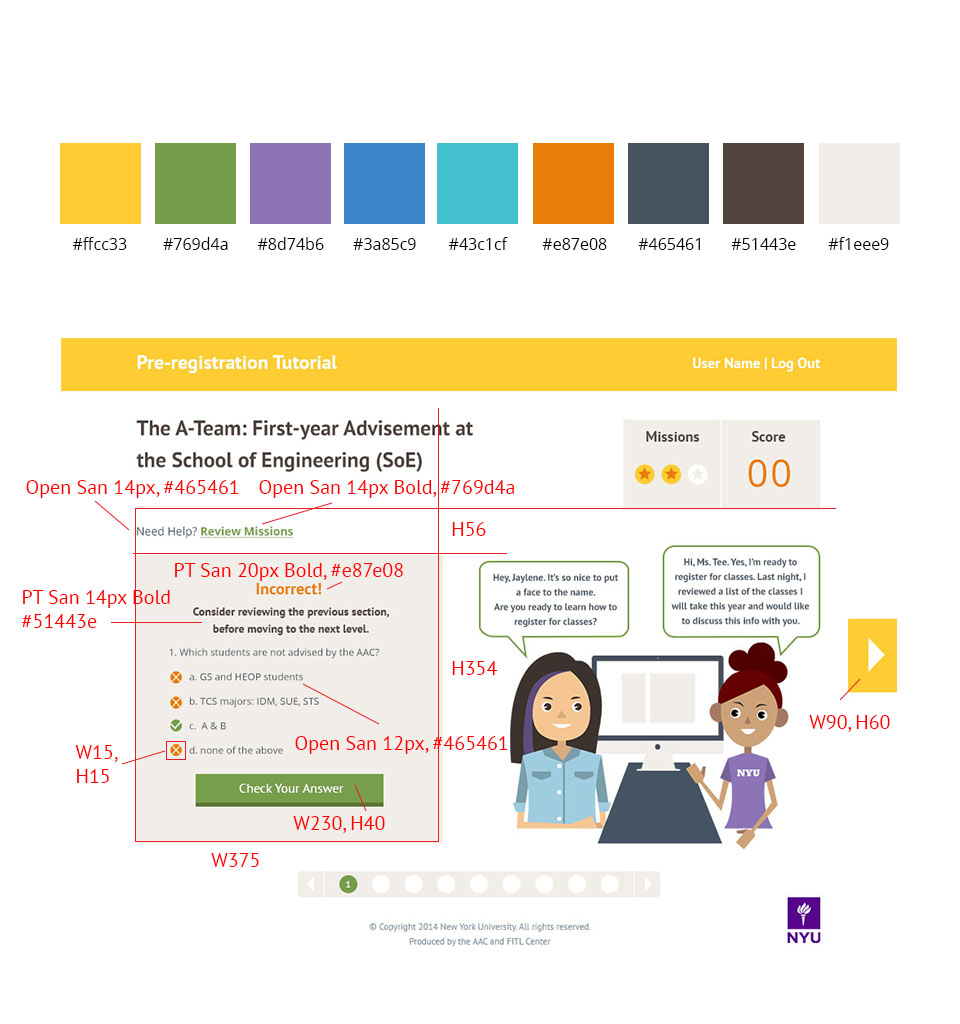 #ffcc33 #769d4a #8d74b6 #3a85c9 #43c1cf #e87e08 #465461 #51443e #f1eee9
Pre-registration Tutorial
User Name | Log Out
The A-Team: First-year Advisement at
the School of Engineering (SoE)
Missions
Score
00
Open San 14px, #465461
Open San 14px Bold, #769d4a
Need Help? Review Missions
H56
PT San 20px Bold, #e87e08
Incorrect!
PT San 14px Bold
#51443e
Consider reviewing the previous section,
before moving to the next level.
1. Which students are not advised by the AAC?
a. GS and HEOP students
b. TCS majors: IDM, SUE, STS
c. A & B
d. none of the above
Open San 12px, #465461
W15,
H15
Check Your Answer
W230, H40
W375
H354
Hey, Jaylene. It's so nice to put
a face to the name.
Are you ready to learn how to
register for classes?
Hi, Ms. Tee. Yes, I'm ready to
register for classes. Last night, I
reviewed a list of the classes I
will take this year and would like
to discuss this info with you.
W90, H60
NYU
1
© Copyright 2014 New York University. All rights reserved.
Produced by the AAC and FITL Center
NYU